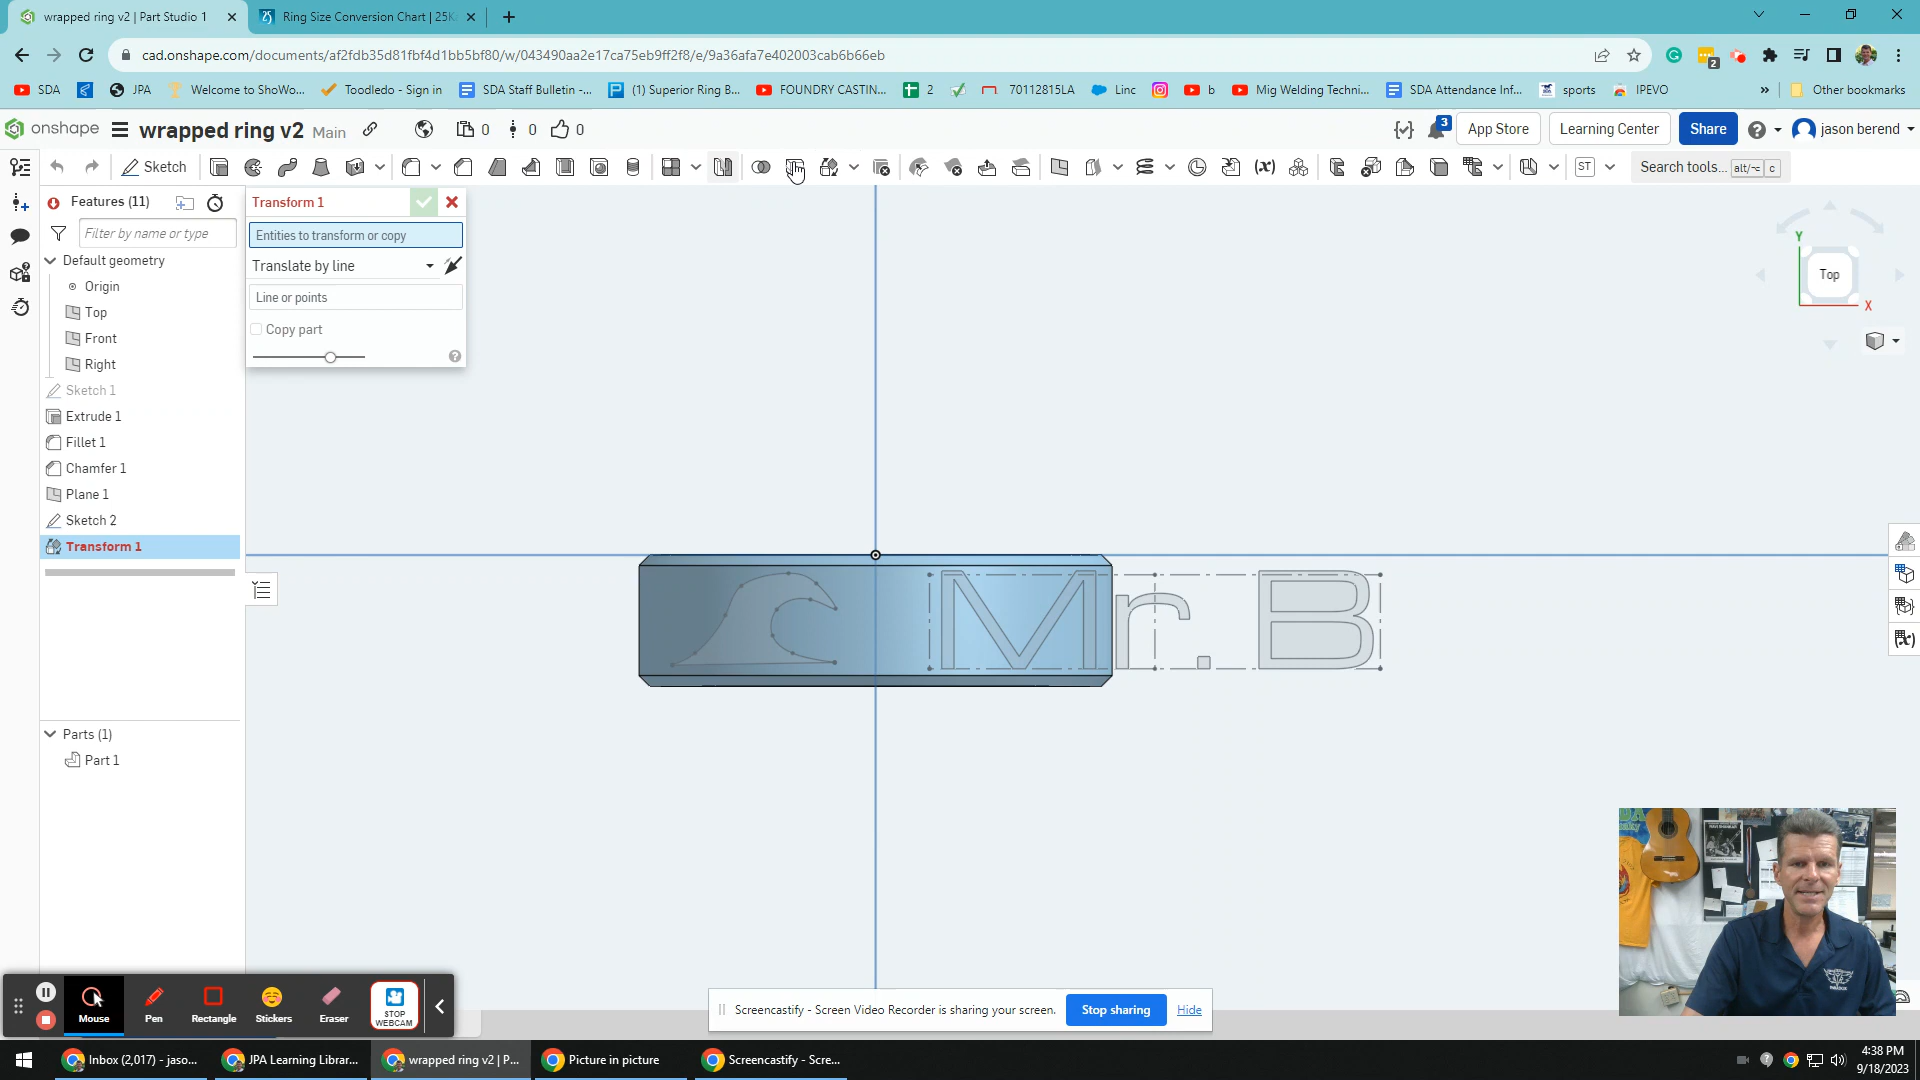 wrapped ring v2 | Part Studio 1
Ring Size Conversion Chart | 25K
cad.onshape.com/documents/af2fdb35d81fbf4d1bb5bf80/w/043490aa2e17ca75eb9ff2f8/e/9a36afa7e402003cab6b66eb
2
SDA
JPA
Welcome to ShoWo...
Toodledo - Sign in
SDA Staff Bulletin -...
(1) Superior Ring B...
FOUNDRY CASTIN...
2
70112815LA
Linc
b
Mig Welding Techni...
SDA Attendance Inf...
sports
IPEVO
»
Other bookmarks
onshape
wrapped ring v2 Main
0
0
0
3
App Store
Learning Center
Share
jason berend
Sketch
(x)
ST
Search tools... alt/⌥ c
Features (11)
Filter by name or type
Default geometry
Origin
Top
Front
Right
Sketch 1
Extrude 1
Fillet 1
Chamfer 1
Plane 1
Sketch 2
Transform 1
Parts (1)
Part 1
Transform 1
Entities to transform or copy
Translate by line
Line or points
Copy part
Y
Top
X
Mr.B
Mouse
Pen
Rectangle
Stickers
Eraser
STOP
WEBCAM
Screencastify - Screen Video Recorder is sharing your screen.
Stop sharing
Hide
Inbox (2,017) - jaso...
JPA Learning Librar...
wrapped ring v2 | P...
Picture in picture
Screencastify - Scre...
4:38 PM
9/18/2023